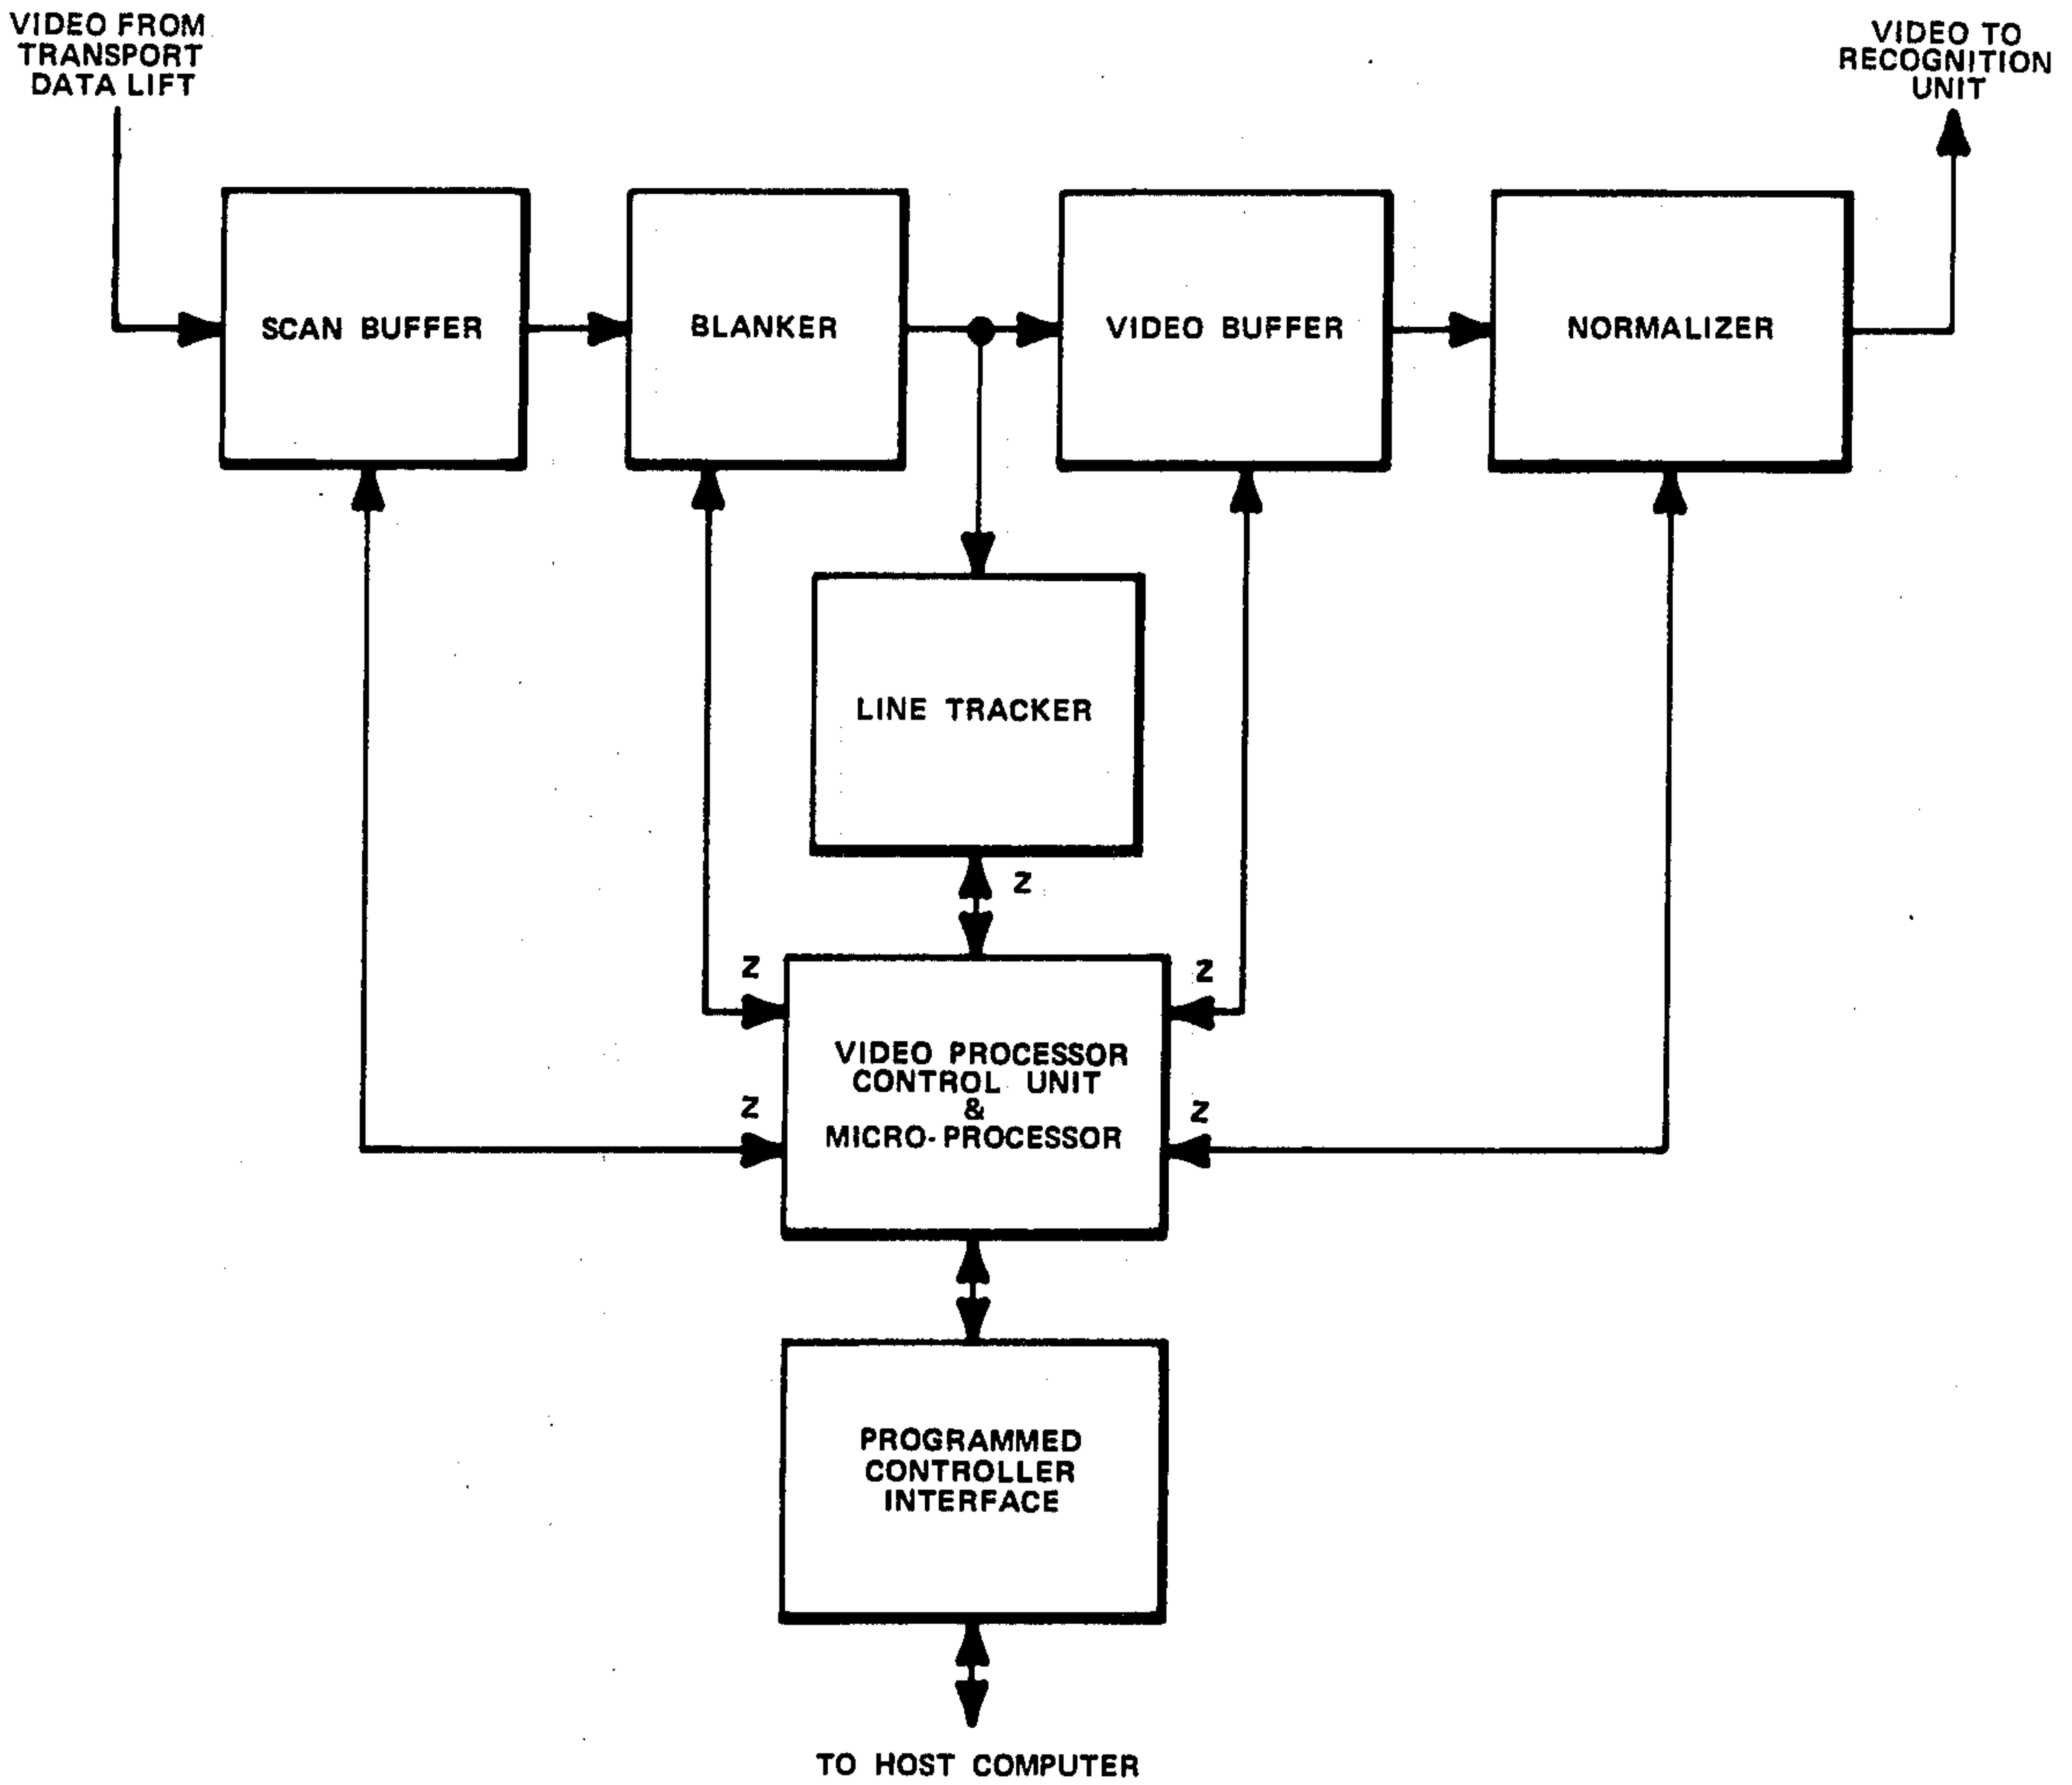 VIDEO FROM
TRANSPORT
DATA LIFT
VIDEO TO
RECOGNITION
UNIT
SCAN BUFFER
BLANKER
VIDEO BUFFER
NORMALIZER
LINE TRACKER
Z
Z
Z
VIDEO PROCESSOR
CONTROL UNIT
&
MICRO-PROCESSOR
Z
Z
PROGRAMMED
CONTROLLER
INTERFACE
TO HOST COMPUTER